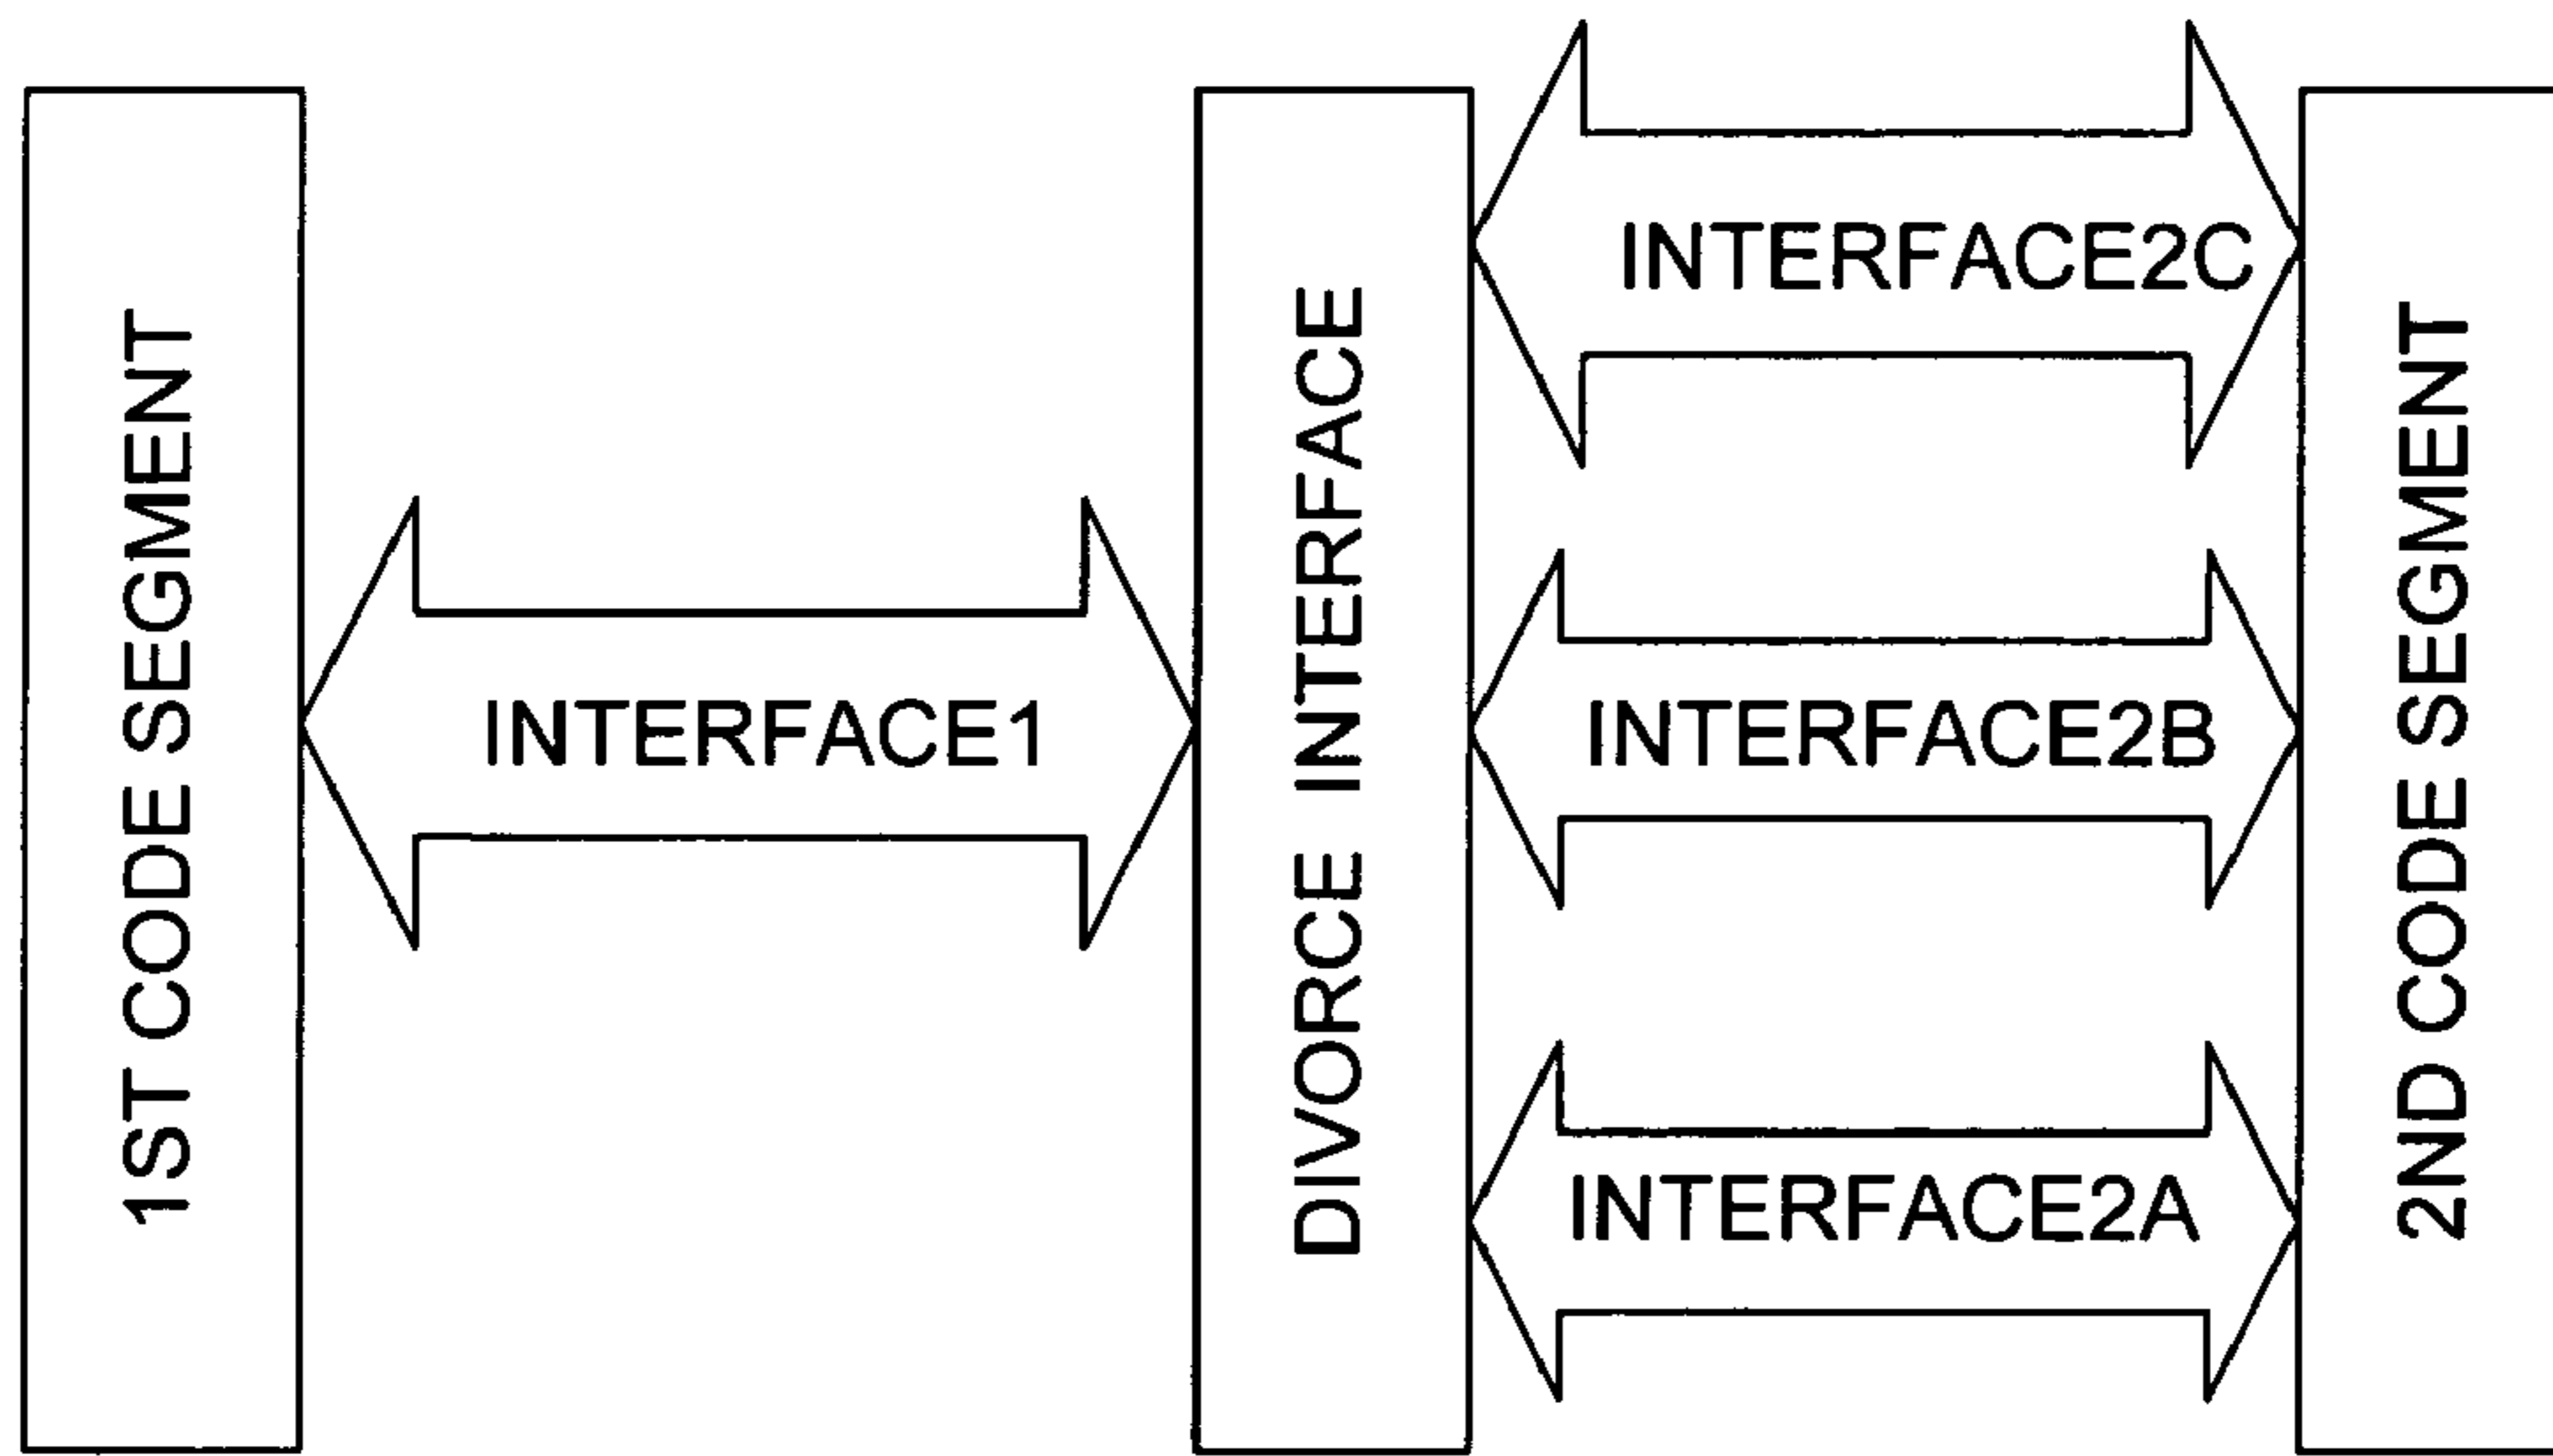 1ST CODE SEGMENT
INTERFACE1
DIVORCE INTERFACE
INTERFACE2C
INTERFACE2B
INTERFACE2A
2ND CODE SEGMENT